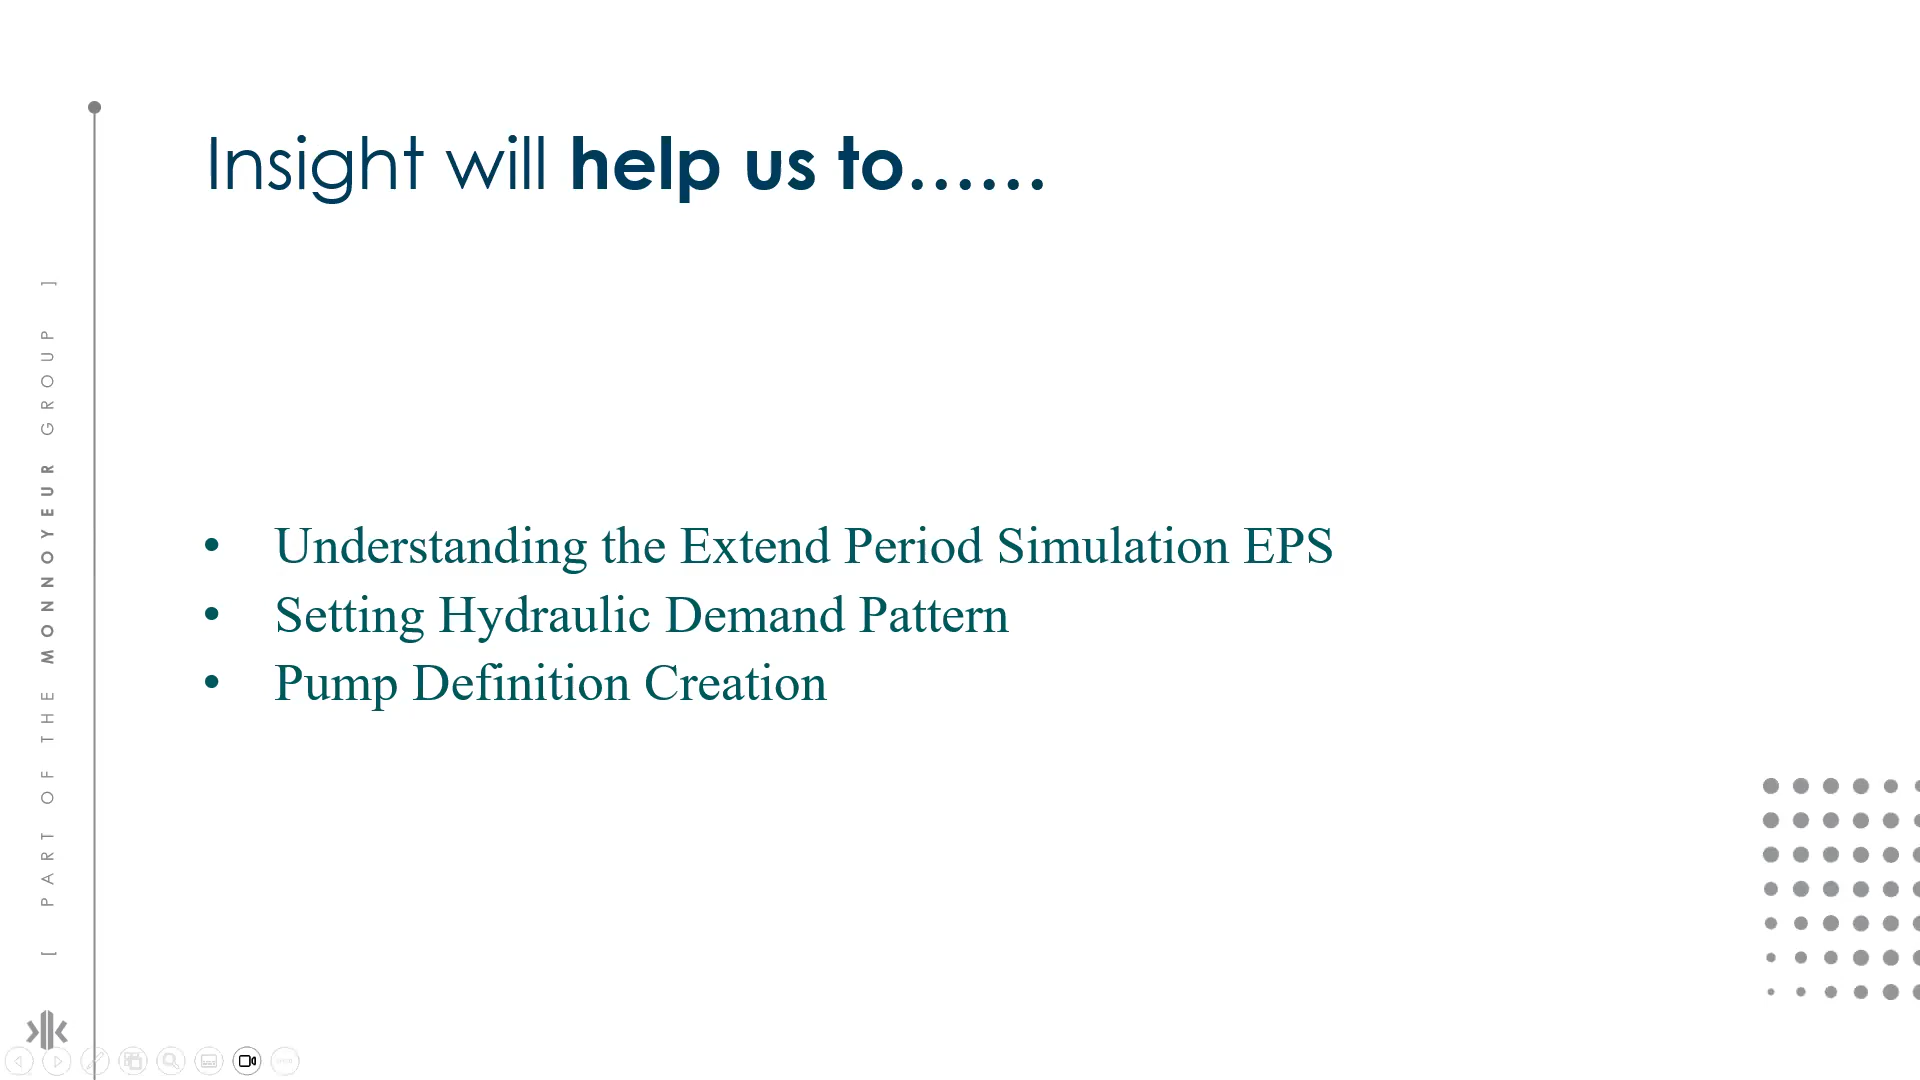 Insight will help us to......
• Understanding the Extend Period Simulation EPS
• Setting Hydraulic Demand Pattern
• Pump Definition Creation
[ PART OF THE MONNOYEUR GROUP ]